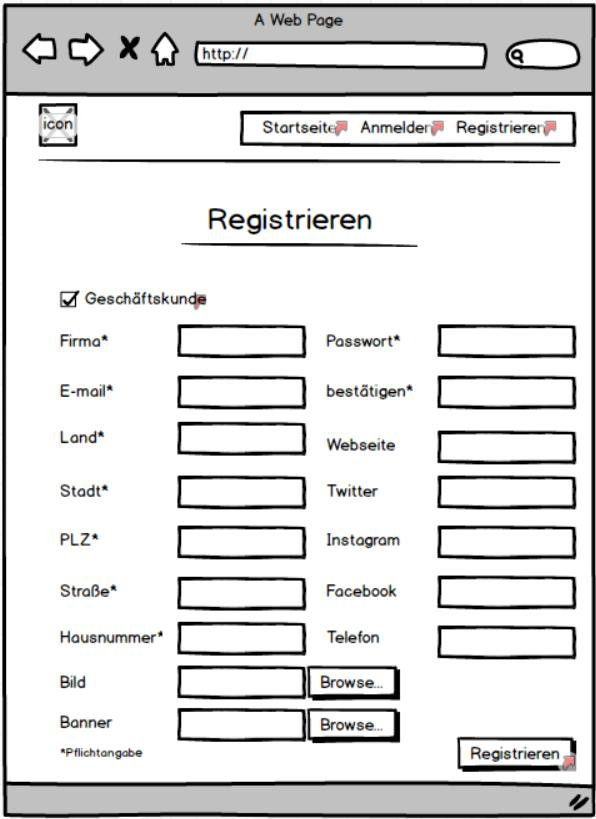 A Web Page
http://
icon
Startseite Anmelden Registrieren
Registrieren
Geschäftskunde
Firma* Passwort*
E-mail* bestätigen*
Land* Webseite
Stadt* Twitter
PLZ* Instagram
Straße* Facebook
Hausnummer* Telefon
Bild Browse...
Banner Browse...
*Pflichtangabe
Registrieren